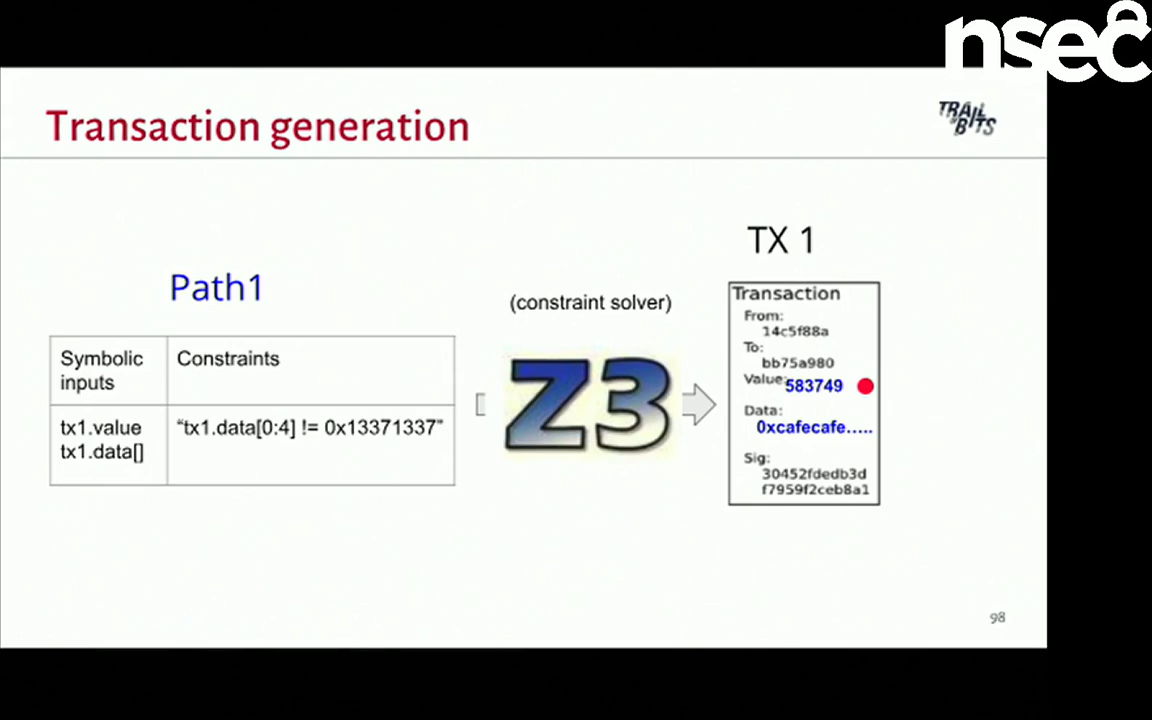 nsec
Transaction generation
TRAIL
OF
BITS
TX 1
Path1
(constraint solver)
Z3
Symbolic
inputs
Constraints
tx1.value
tx1.data[]
“tx1.data[0:4] != 0x13371337”
Transaction
From:
14c5f88a
To:
bb75a980
Value: 583749
Data:
0xcafecafe.....
Sig:
30452fdedb3d
f7959f2ceb8a1
98